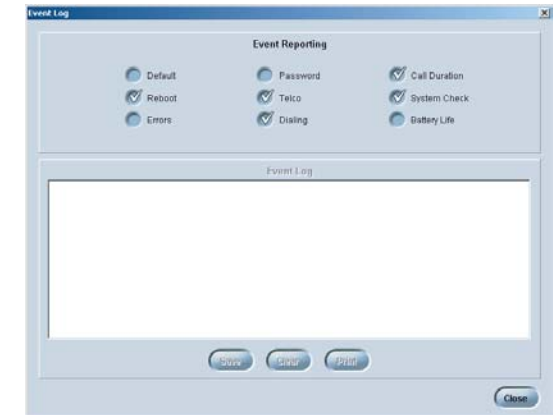 Event Log
Event Reporting
Default Password Call Duration
Reboot Telco System Check
Errors Dialing Battery Life
Event Log
Save Clear Print
Close